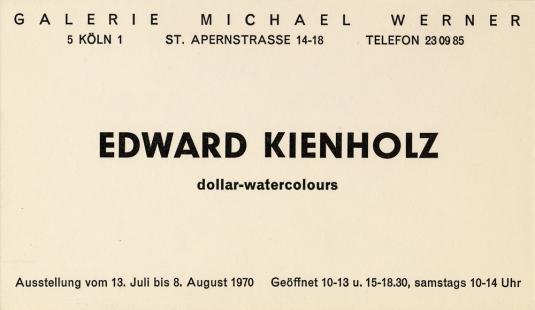 GALERIE MICHAEL WERNER
5 KÖLN 1 ST. APERNSTRASSE 14-18 TELEFON 23 09 85
EDWARD KIENHOLZ
dollar-watercolours
Ausstellung vom 13. Juli bis 8. August 1970 Geöffnet 10-13 u. 15-18.30, samstags 10-14 Uhr